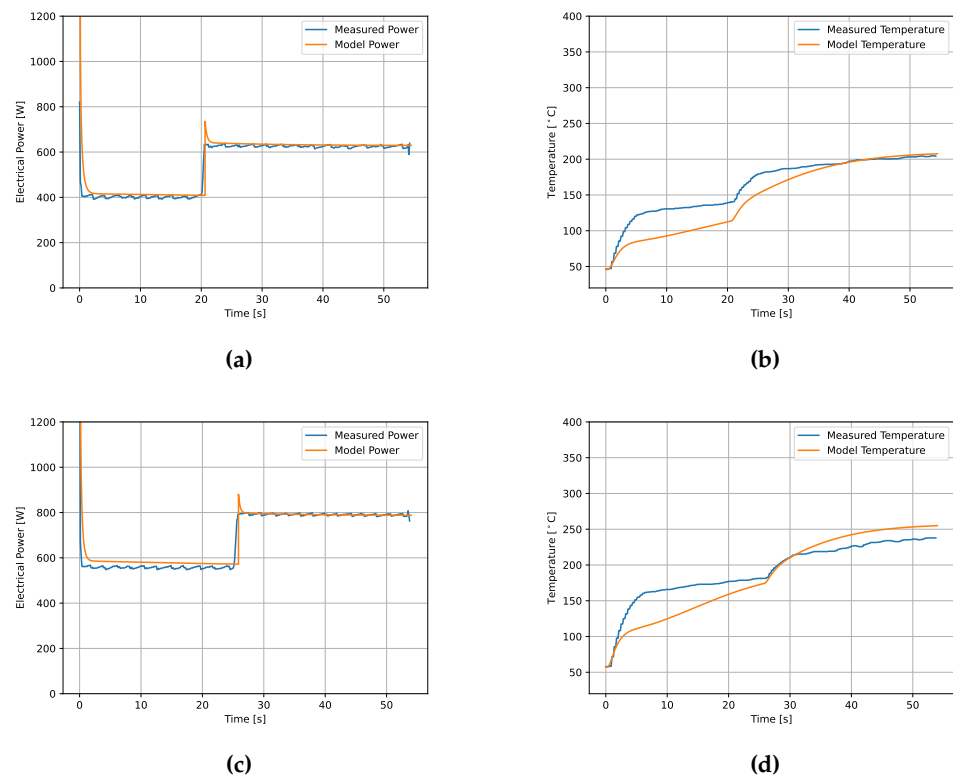 1200
1000
800
600
400
200
0
Electrical Power [W]
Measured Power
Model Power
0 10 20 30 40 50
Time [s]
(a)
400
350
300
250
200
150
100
50
Temperature [°C]
Measured Temperature
Model Temperature
0 10 20 30 40 50
Time [s]
(b)
1200
1000
800
600
400
200
0
Electrical Power [W]
Measured Power
Model Power
0 10 20 30 40 50
Time [s]
(c)
400
350
300
250
200
150
100
50
Temperature [°C]
Measured Temperature
Model Temperature
0 10 20 30 40 50
Time [s]
(d)